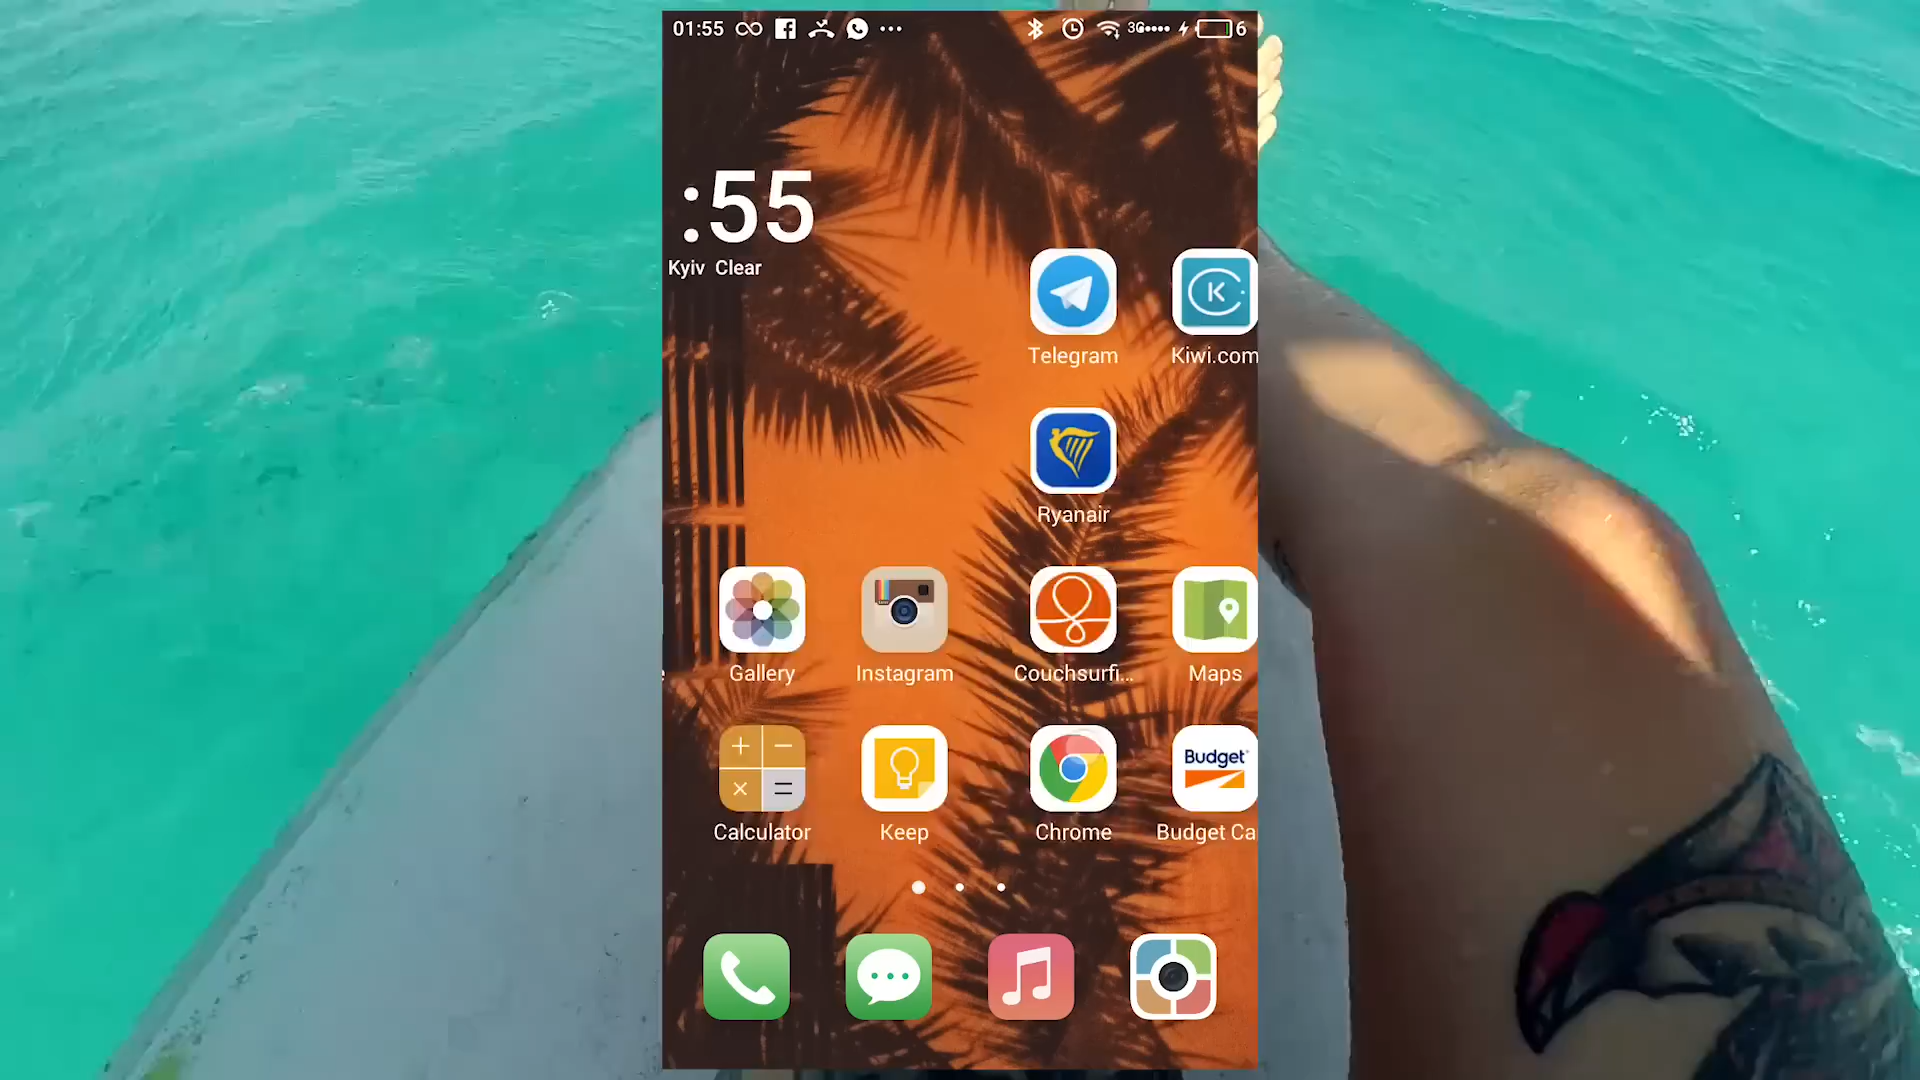 01:55
3G
6
:55
Kyiv Clear
K
Telegram
Kiwi.com
Ryanair
Gallery
Instagram
Couchsurfi...
Maps
Budget
Calculator
Keep
Chrome
Budget Ca